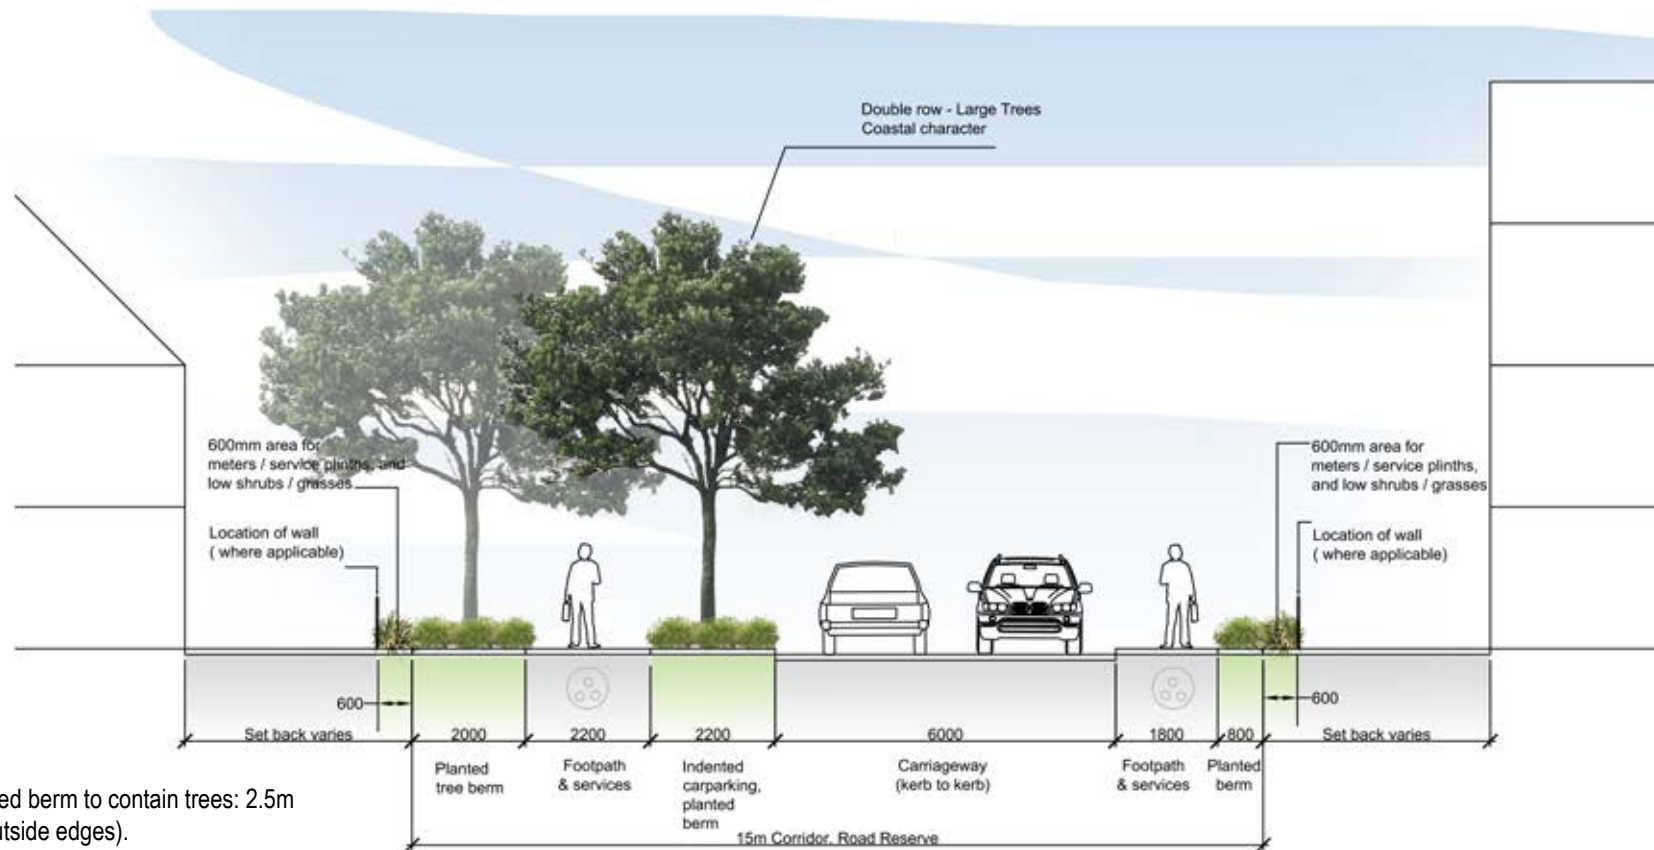 Double row - Large Trees
Coastal character
600mm area for
meters / service plinths, and
low shrubs / grasses
Location of wall
( where applicable)
600mm area for
meters / service plinths,
and low shrubs / grasses
Location of wall
( where applicable)
600
600
Set back varies
2000
2200
2200
6000
1800
800
Set back varies
Planted
tree berm
Footpath
& services
Indented
carparking,
planted
berm
Carriageway
(kerb to kerb)
Footpath
& services
Planted
berm
15m Corridor. Road Reserve
ed berm to contain trees: 2.5m
utside edges).